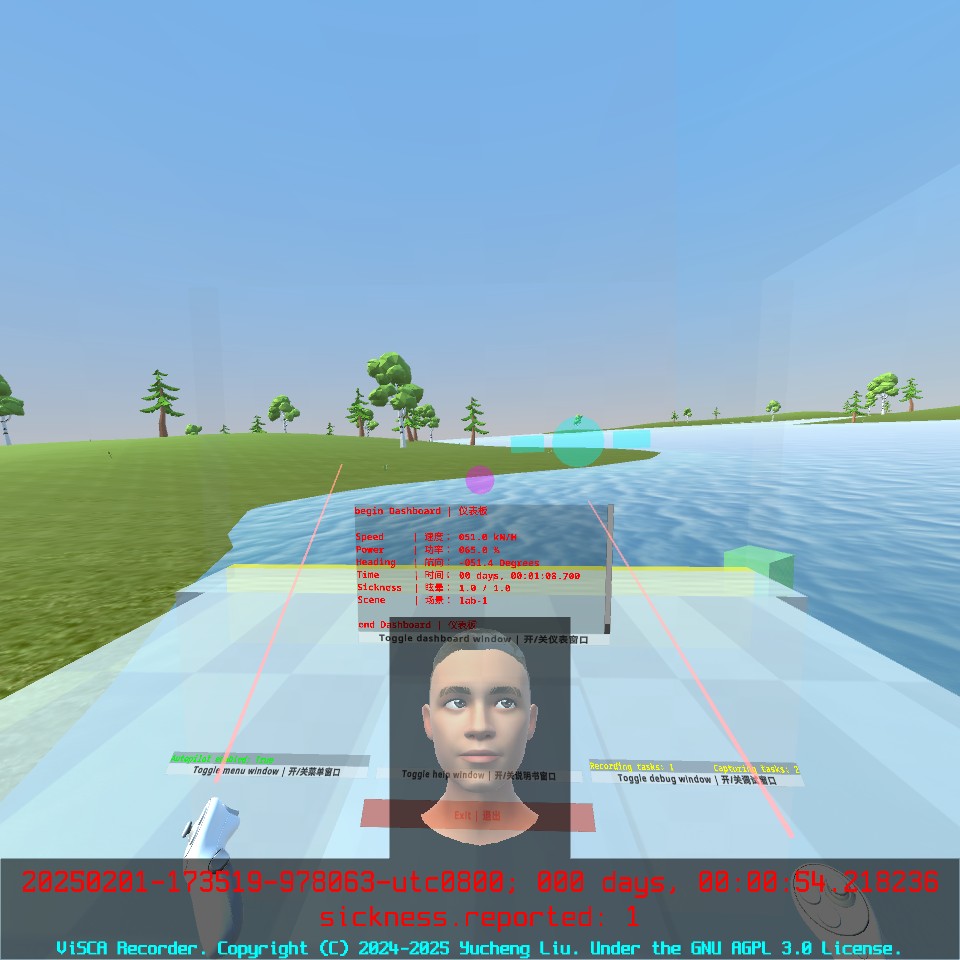 begin Dashboard | 仪表板
Speed | 速度： 051.0 kW/H
Power | 功率： 065.0 %
Heading | 航向： -051.4 Degrees
Time | 时间： 00 days, 00:01:08.700
Sickness | 眩晕： 1.0 / 1.0
Scene | 场景： lab-1
end Dashboard | 仪表板
Toggle dashboard window | 开/关仪表窗口
Autopilot True
Toggle menu window | 开/关菜单窗口
Toggle help window | 开/关说明书窗口
Recording tasks: 1 Capturing tasks: 2
Toggle debug window | 开/关调试窗口
Exit | 退出
20250201-173519-978063-utc0800; 000 days, 00:00:54.218236
sickness.reported: 1
ViSCA Recorder. Copyright (C) 2024-2025 Yucheng Liu. Under the GNU AGPL 3.0 License.